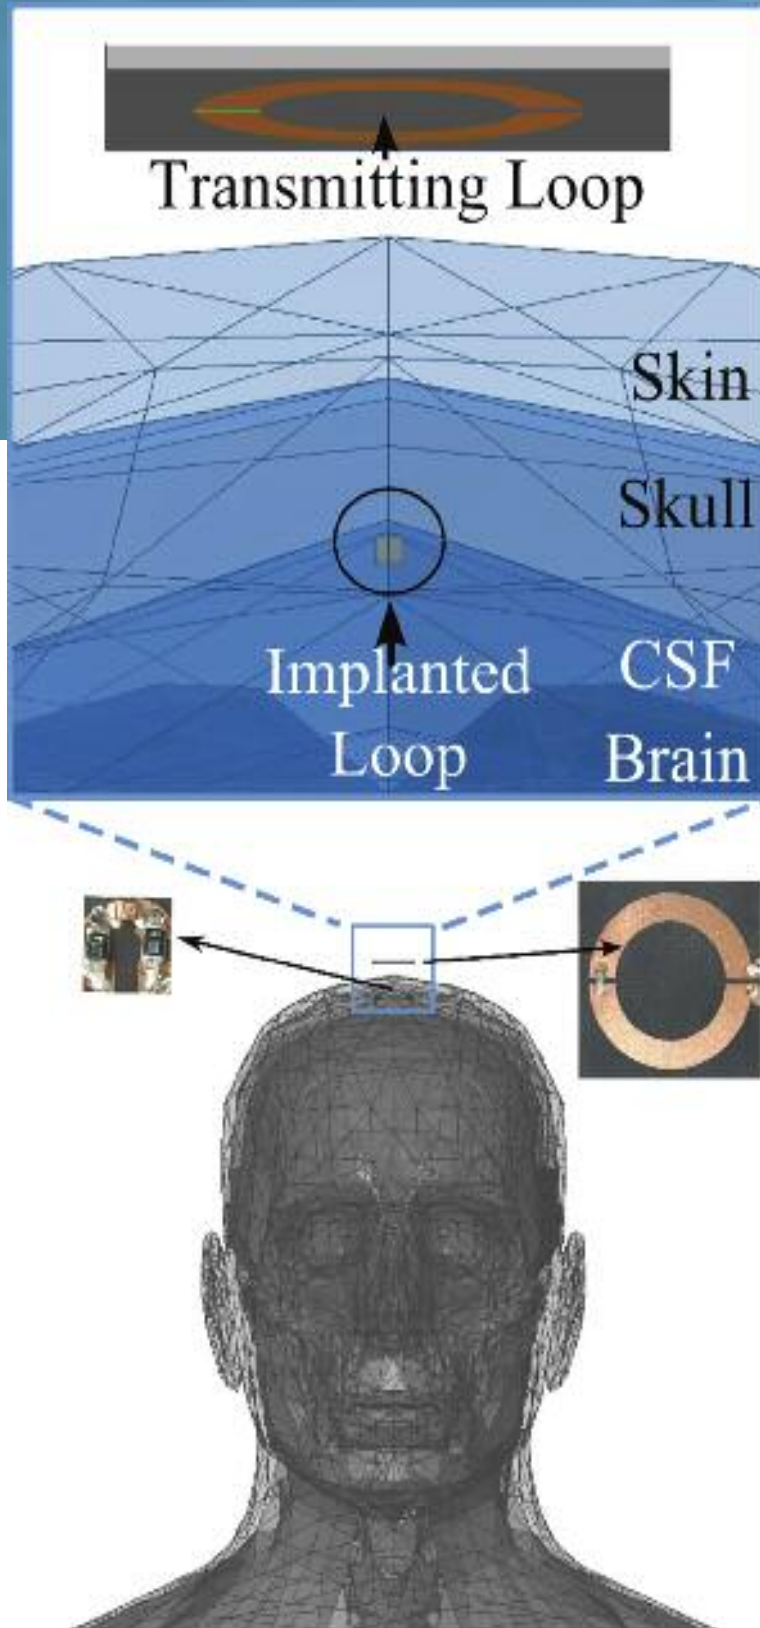 Transmitting Loop
Skin
Skull
Implanted
Loop
CSF
Brain